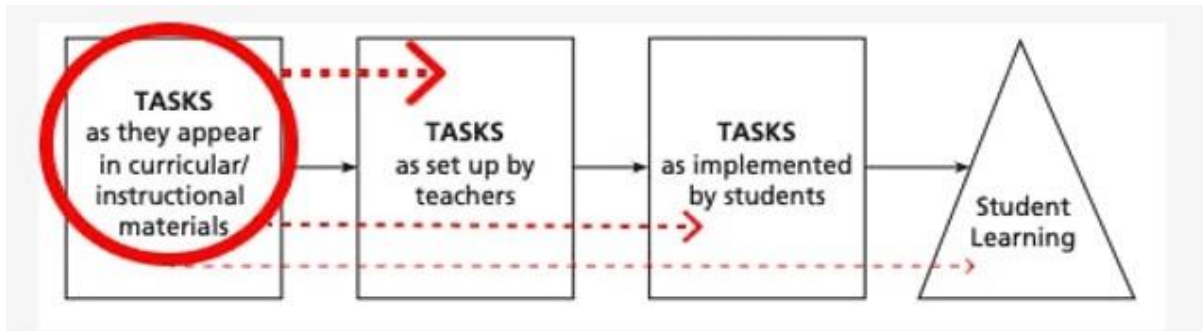 TASKS
as they appear
in curricular/
instructional
materials
TASKS
as set up by
teachers
TASKS
as implemented
by students
Student
Learning